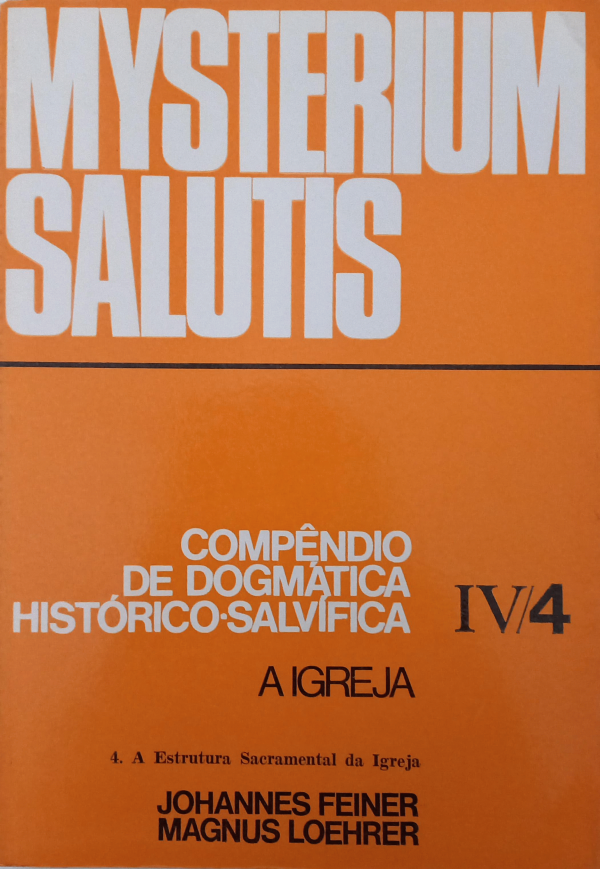 MYSTERIUM
SALUTIS
COMPÊNDIO
DE DOGMÁTICA
HISTÓRICO-SALVÍFICA
IV/4
A IGREJA
4. A Estrutura Sacramental da Igreja
JOHANNES FEINER
MAGNUS LOEHRER